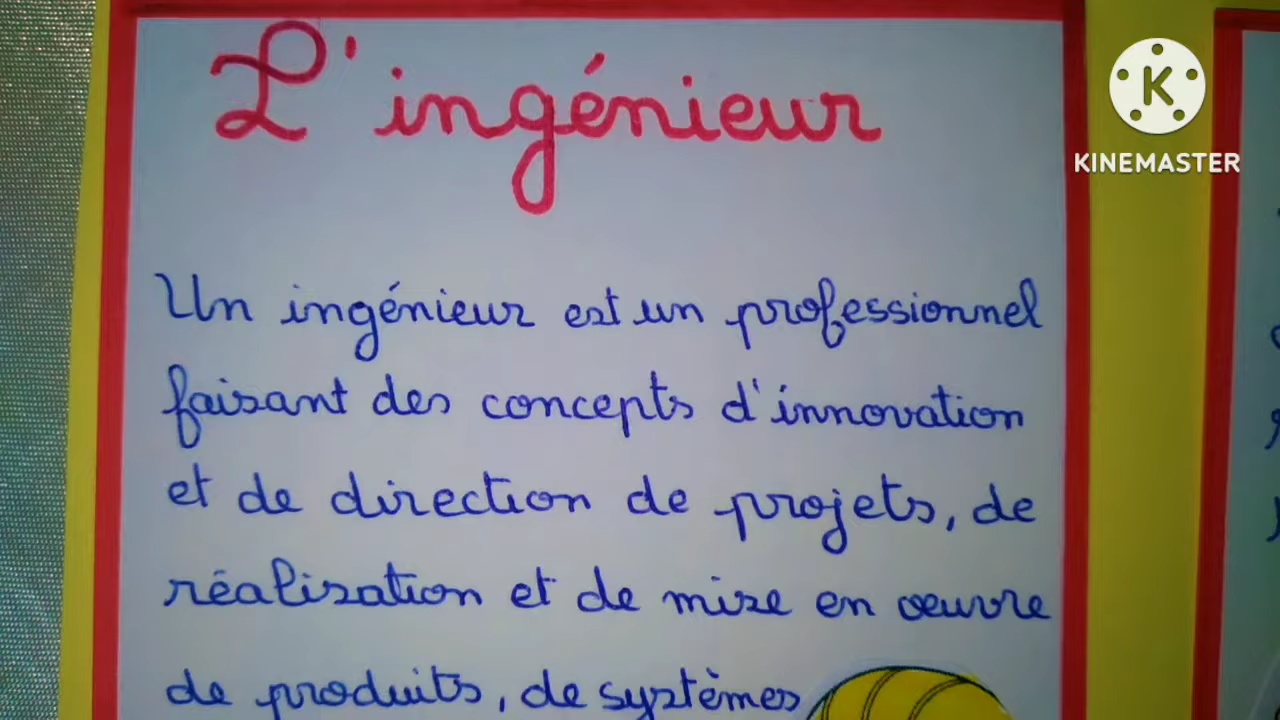 L'ingénieur
KINEMASTER
Un ingénieur est un professionnel
faisant des concepts d'innovation
et de direction de projets, de
réalisation et de mise en œuvre
de produits, de systèmes